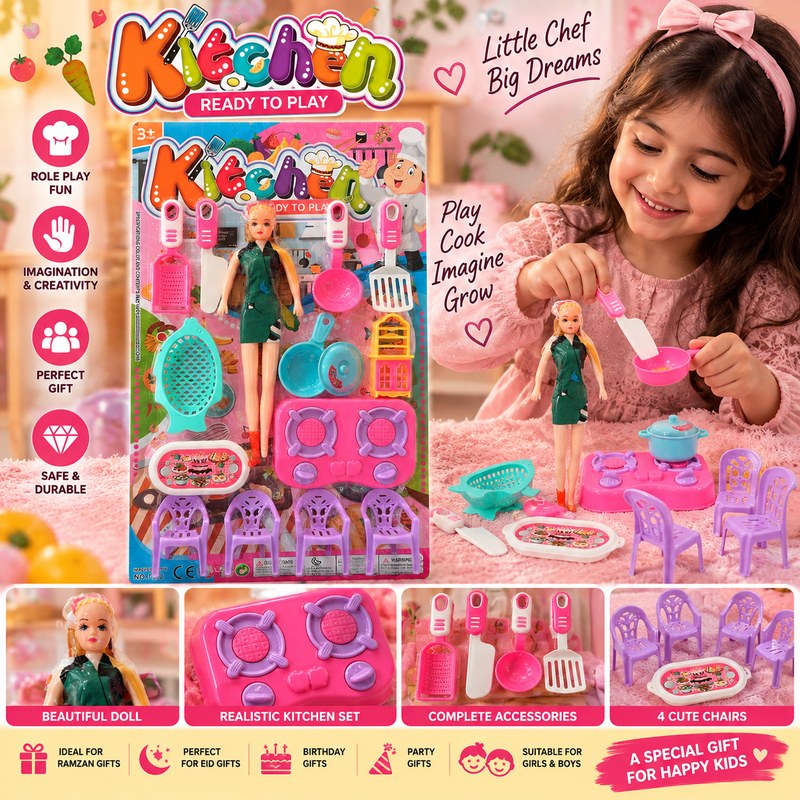 Kitchen
READY TO PLAY
Little Chef
Big Dreams
ROLE PLAY
FUN
IMAGINATION
& CREATIVITY
PERFECT
GIFT
SAFE &
DURABLE
3+
Kitchen
READY TO PLAY
Play
Cook
Imagine
Grow
CE
BEAUTIFUL DOLL
REALISTIC KITCHEN SET
COMPLETE ACCESSORIES
4 CUTE CHAIRS
IDEAL FOR
RAMZAN GIFTS
PERFECT
FOR EID GIFTS
BIRTHDAY
GIFTS
PARTY
GIFTS
SUITABLE FOR
GIRLS & BOYS
A SPECIAL GIFT
FOR HAPPY KIDS